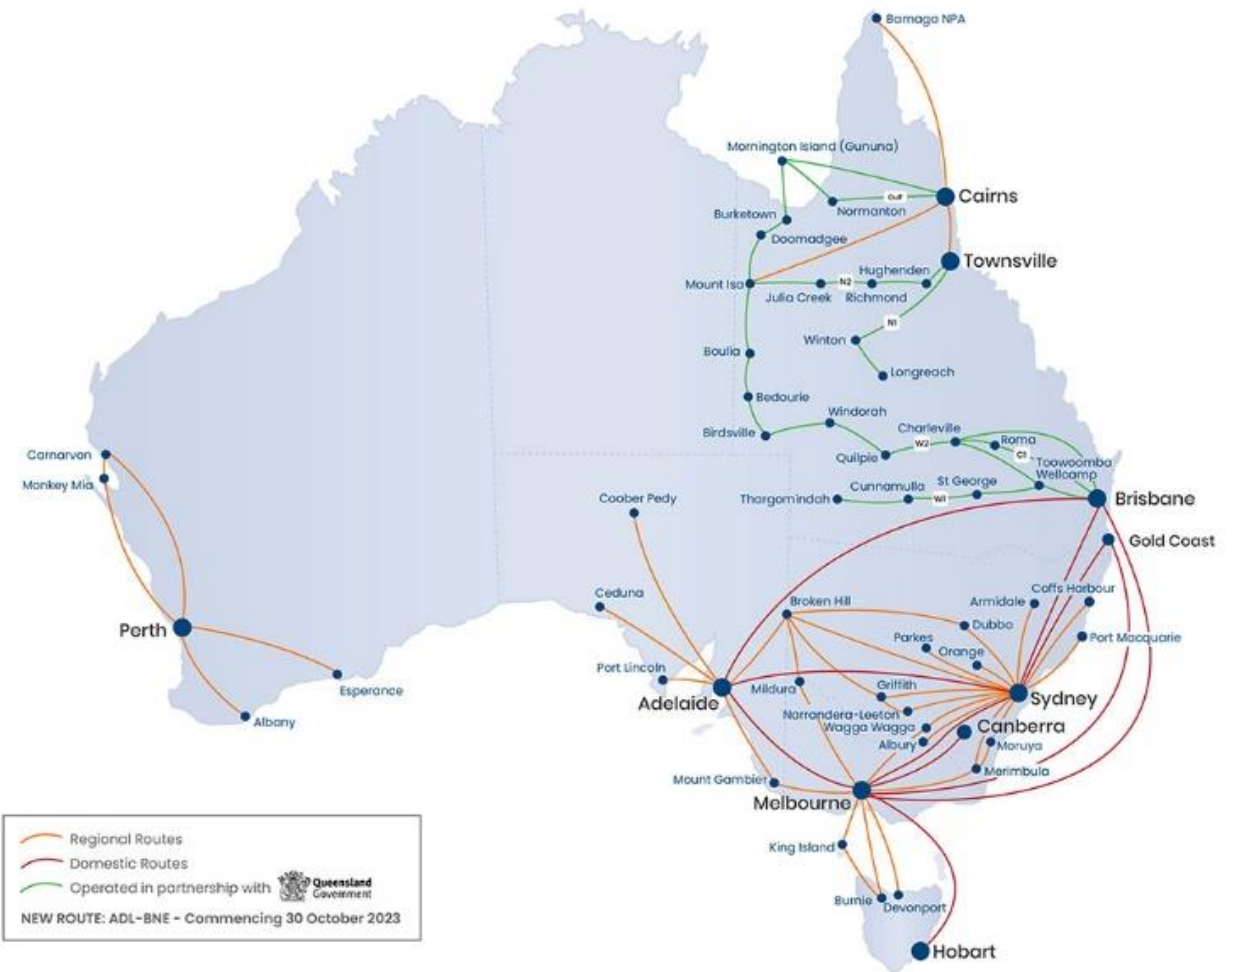 Bamaga NPA
Mornington Island (Gununa)
Cairns
Gulf
Normanton
Burketown
Doomadgee
Townsville
Hughenden
Mount Isa
N2
Julia Creek
Richmond
N1
Winton
Boulia
Longreach
Bedourie
Windorah
Birdsville
Charleville
Roma
W2
C1
Quilpie
Toowoomba
Wellcamp
Carnarvon
Monkey Mia
St George
Cunnamulla
Coober Pedy
Thargomindah
W1
Brisbane
Gold Coast
Ceduna
Coffs Harbour
Broken Hill
Armidale
Perth
Dubbo
Parkes
Port Macquarie
Orange
Port Lincoln
Esperance
Mildura
Griffith
Adelaide
Sydney
Narrandera-Leeton
Albany
Wagga Wagga
Canberra
Albury
Moruya
Mount Gambier
Merimbula
Melbourne
Regional Routes
King Island
Domestic Routes
Operated in partnership with
Queensland
Government
Burnie
Devonport
NEW ROUTE: ADL-BNE - Commencing 30 October 2023
Hobart